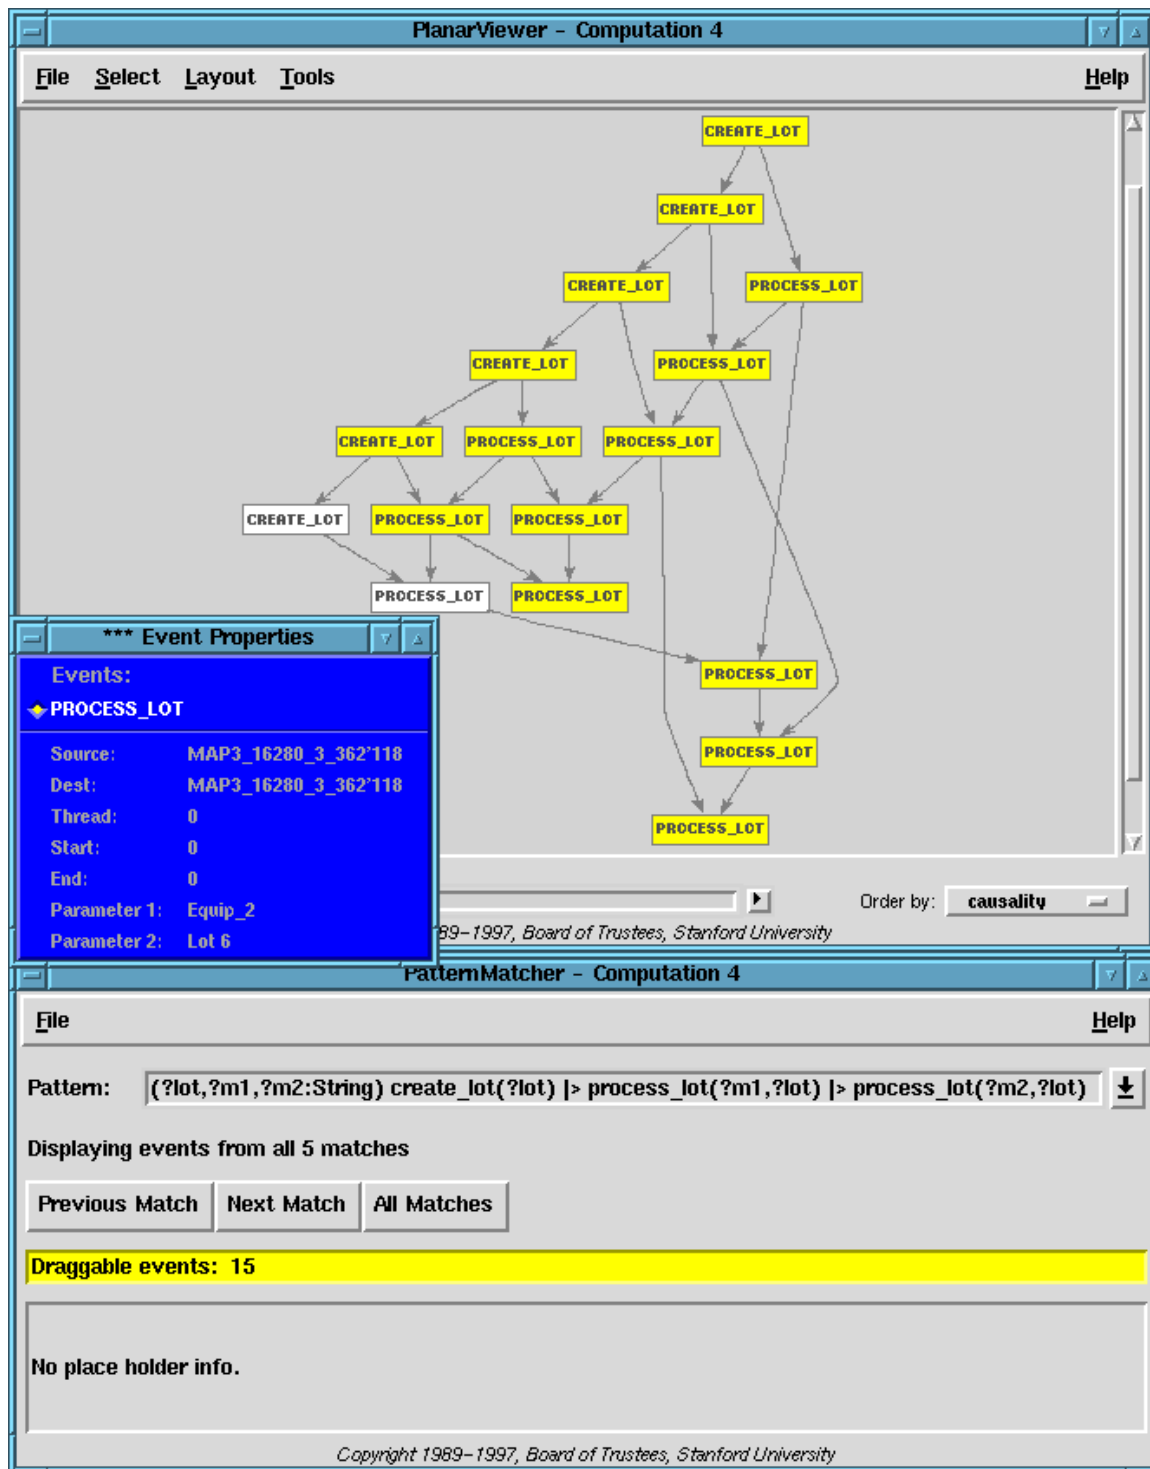 PlanarViewer - Computation 4
File Select Layout Tools Help
CREATE_LOT
CREATE_LOT
CREATE_LOT PROCESS_LOT
CREATE_LOT PROCESS_LOT
CREATE_LOT PROCESS_LOT PROCESS_LOT
CREATE_LOT PROCESS_LOT PROCESS_LOT
PROCESS_LOT PROCESS_LOT
PROCESS_LOT
PROCESS_LOT
PROCESS_LOT
*** Event Properties
Events:
PROCESS_LOT
Source: MAP3_16280_3_362'118
Dest: MAP3_16280_3_362'118
Thread: 0
Start: 0
End: 0
Parameter 1: Equip_2
Parameter 2: Lot 6
Order by: causality
89-1997, Board of Trustees, Stanford University
PatternMatcher - Computation 4
File Help
Pattern: (?lot,?m1,?m2:String) create_lot(?lot) |> process_lot(?m1,?lot) |> process_lot(?m2,?lot)
Displaying events from all 5 matches
Previous Match Next Match All Matches
Draggable events: 15
No place holder info.
Copyright 1989-1997, Board of Trustees, Stanford University